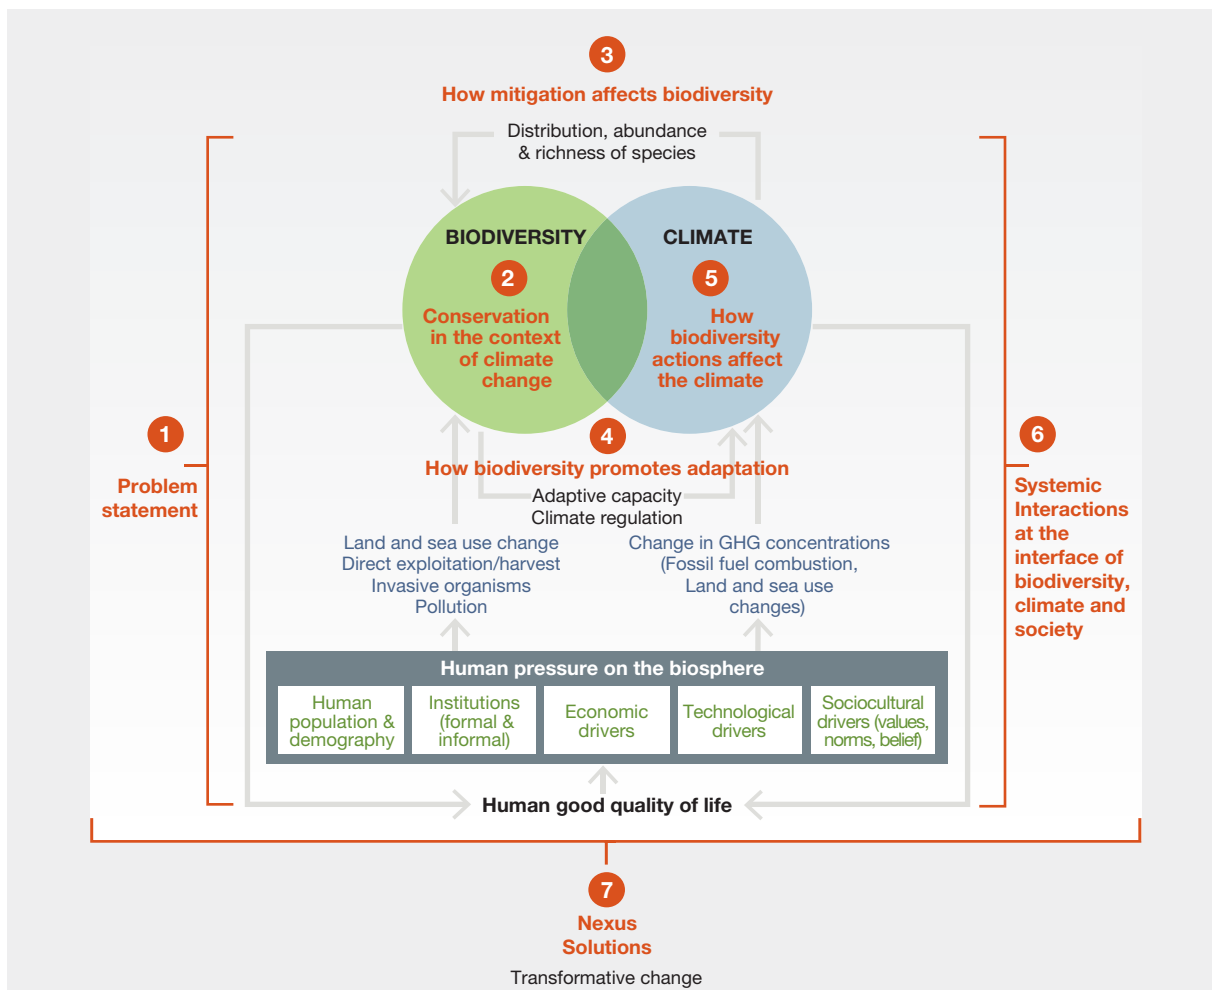 3
How mitigation affects biodiversity
Distribution, abundance
& richness of species
BIODIVERSITY
2
Conservation
in the context
of climate
change
CLIMATE
5
How
biodiversity
actions affect
the climate
1
Problem
statement
4
How biodiversity promotes adaptation
Adaptive capacity
Climate regulation
6
Systemic
Interactions
at the
interface of
biodiversity,
climate and
society
Land and sea use change
Direct exploitation/harvest
Invasive organisms
Pollution
Change in GHG concentrations
(Fossil fuel combustion,
Land and sea use
changes)
Human pressure on the biosphere
Human
population &
demography
Institutions
(formal &
informal)
Economic
drivers
Technological
drivers
Sociocultural
drivers (values,
norms, belief)
Human good quality of life
7
Nexus
Solutions
Transformative change